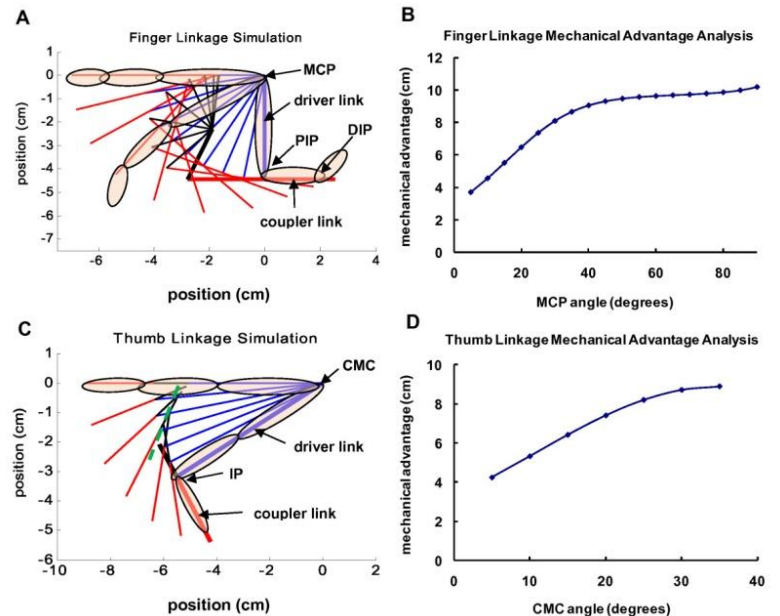 A
Finger Linkage Simulation
1
0
-1
-2
-3
-4
-5
-6
-7
position (cm)
MCP
driver link
PIP
DIP
coupler link
-6
-4
-2
0
2
4
position (cm)
B
Finger Linkage Mechanical Advantage Analysis
12
10
8
6
4
2
0
mechanical advantage (cm)
0
20
40
60
80
MCP angle (degrees)
C
Thumb Linkage Simulation
1
0
-1
-2
-3
-4
-5
-6
position (cm)
CMC
driver link
IP
coupler link
-10
-8
-6
-4
-2
0
2
position (cm)
D
Thumb Linkage Mechanical Advantage Analysis
10
8
6
4
2
0
mechanical advantage (cm)
0
10
20
30
40
CMC angle (degrees)